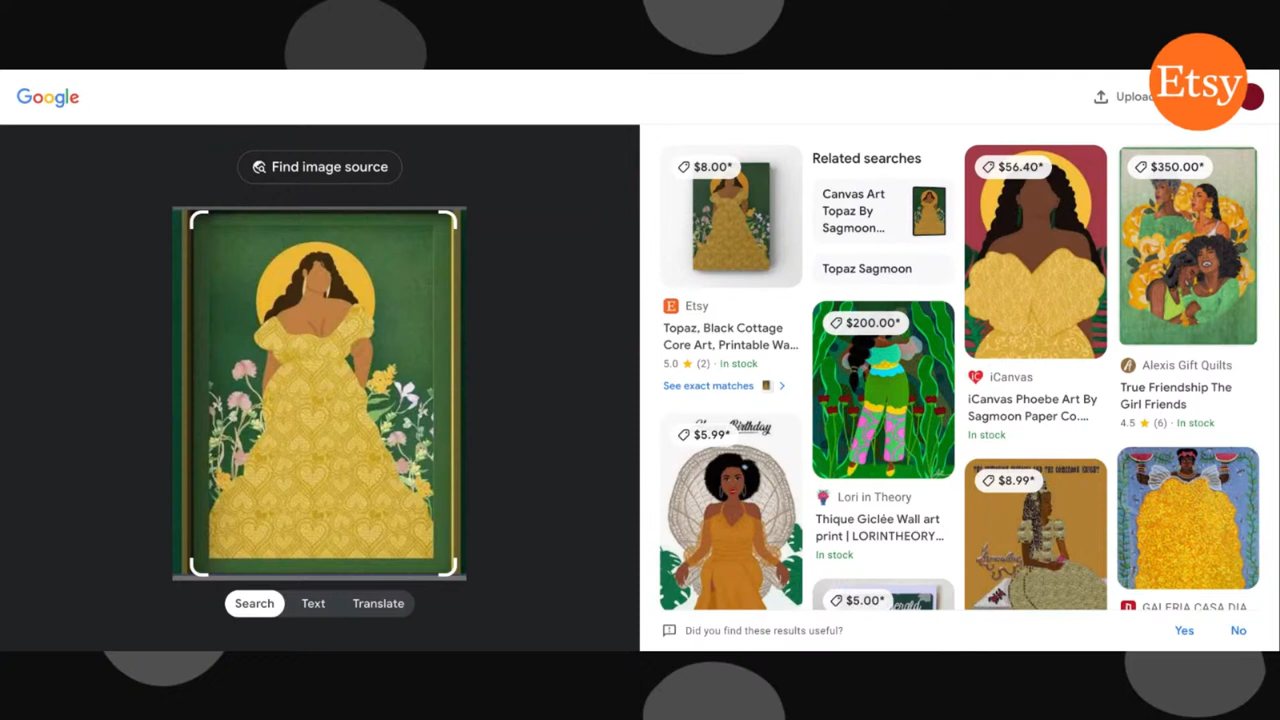 Google
Upload
Etsy
Find image source
Search
Text
Translate
$8.00*
Etsy
Topaz, Black Cottage
Core Art, Printable Wa...
5.0 ★ (2) · In stock
See exact matches
$5.99*
Birthday
Related searches
Canvas Art
Topaz By
Sagmoon...
Topaz Sagmoon
$200.00*
Lori in Theory
Thique Giclée Wall art
print | LORINTHEORY...
In stock
$5.00*
$56.40*
iCanvas
iCanvas Phoebe Art By
Sagmoon Paper Co....
In stock
$8.99*
$350.00*
Alexis Gift Quilts
True Friendship The
Girl Friends
4.5 ★ (6) · In stock
GALERIA CASA DIA
Did you find these results useful?
Yes
No